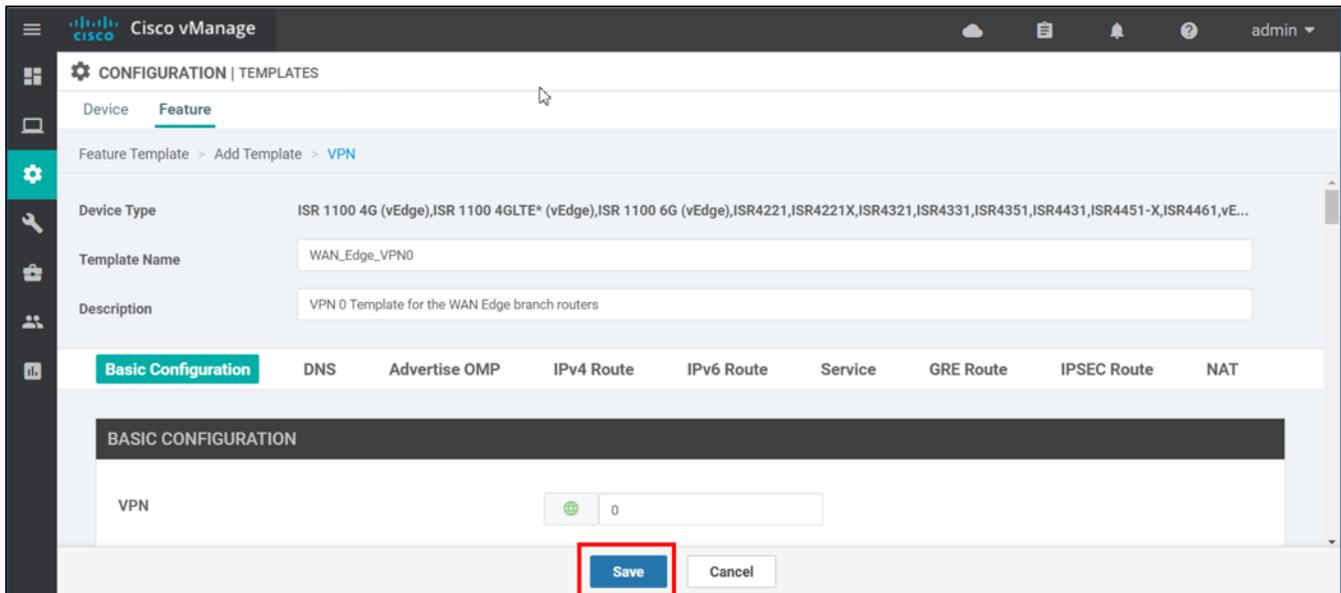 cisco Cisco vManage admin
CONFIGURATION | TEMPLATES
Device Feature
Feature Template > Add Template > VPN
Device Type ISR 1100 4G (vEdge),ISR 1100 4GLTE* (vEdge),ISR 1100 6G (vEdge),ISR4221,ISR4221X,ISR4321,ISR4331,ISR4351,ISR4431,ISR4451-X,ISR4461,vE...
Template Name WAN_Edge_VPN0
Description VPN 0 Template for the WAN Edge branch routers
Basic Configuration DNS Advertise OMP IPv4 Route IPv6 Route Service GRE Route IPSEC Route NAT
BASIC CONFIGURATION
VPN 0
Save Cancel